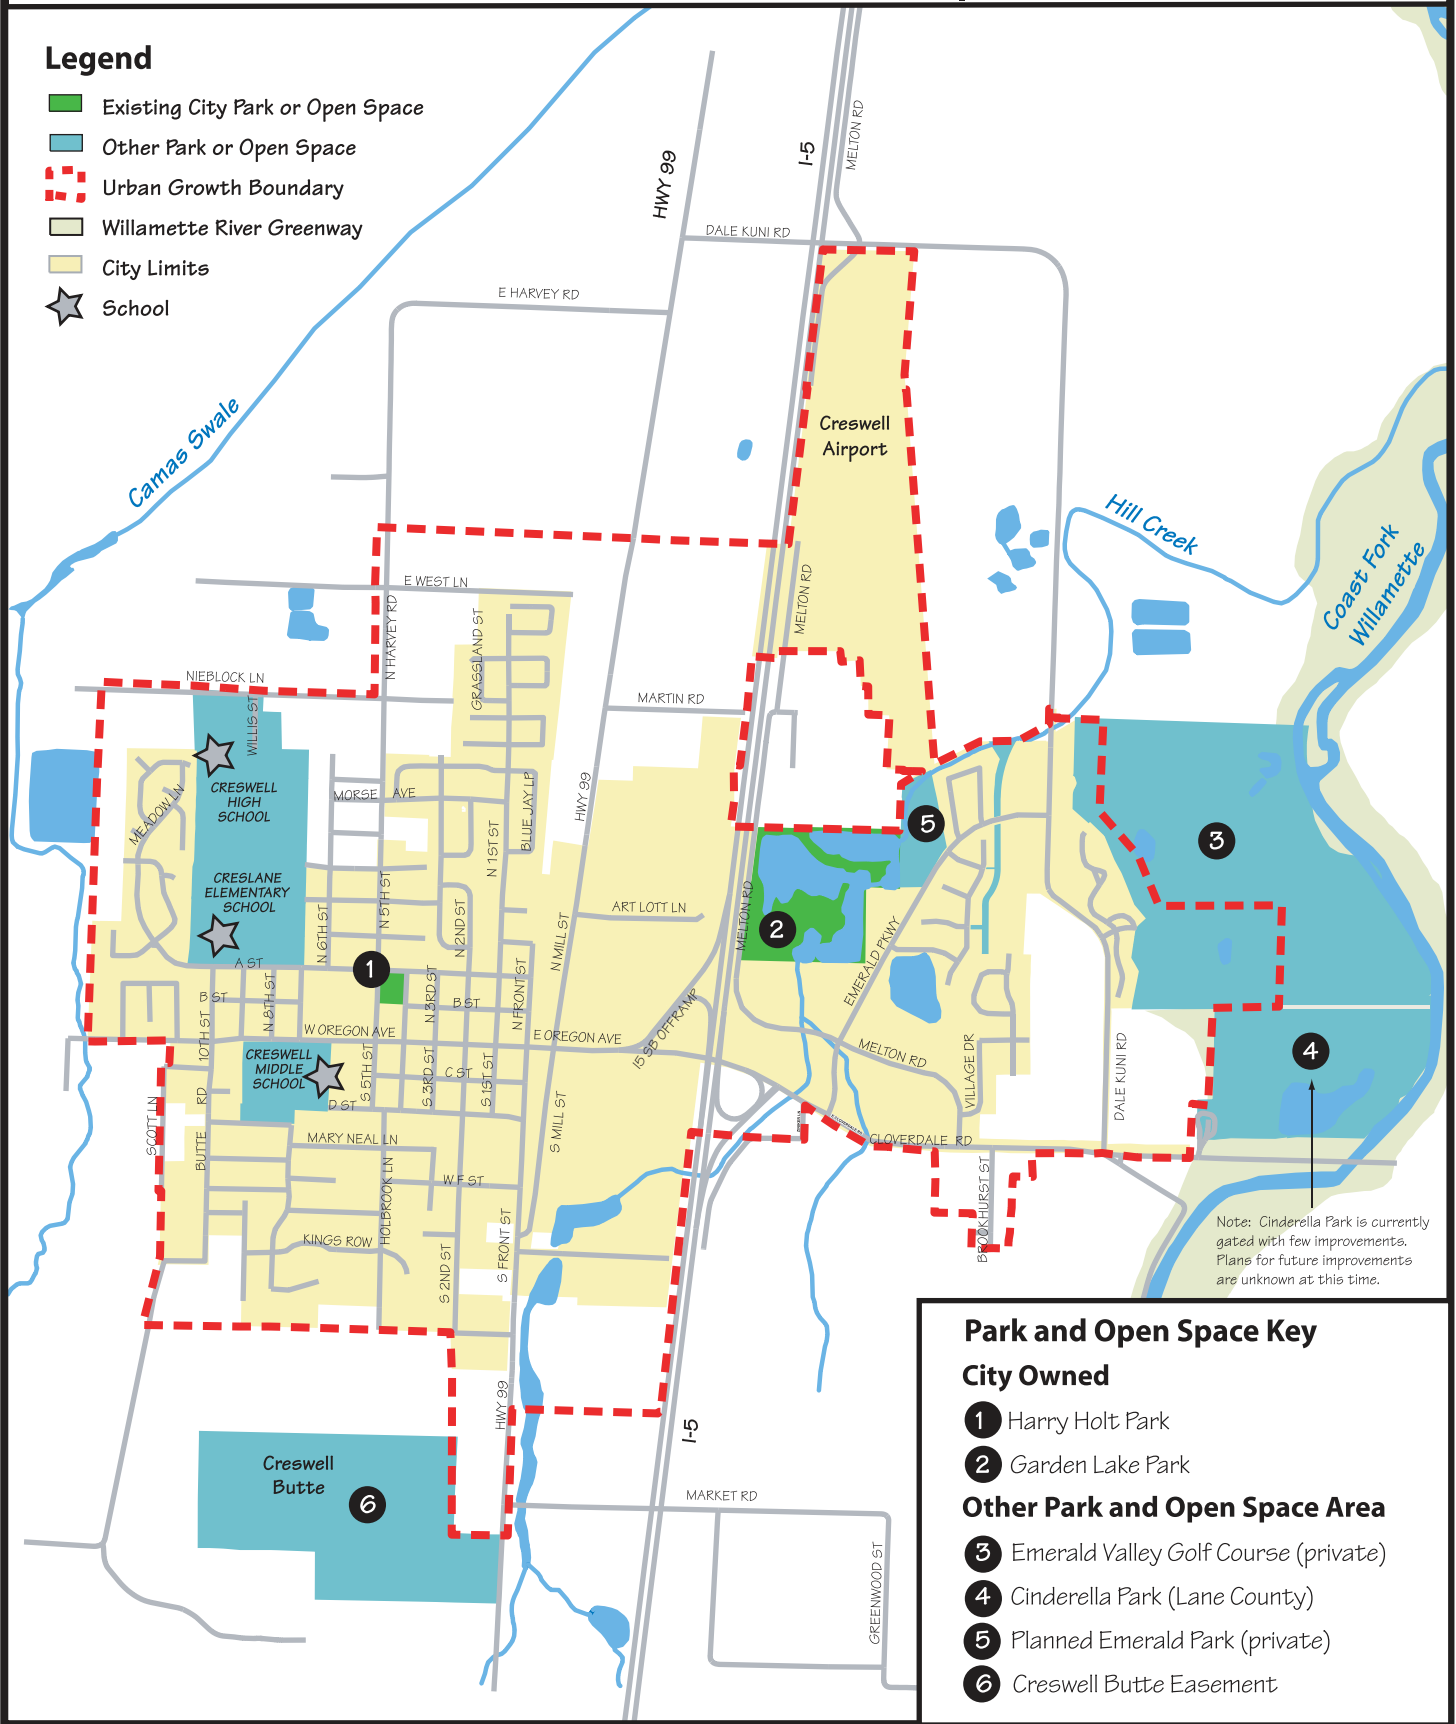 Legend
Existing City Park or Open Space
Other Park or Open Space
Urban Growth Boundary
Willamette River Greenway
City Limits
School
HWY 99
I-5
MELTON RD
DALE KUNI RD
E HARVEY RD
Camas Swale
Creswell
Airport
Hill Creek
Coast Fork
Willamette
E WEST LN
N HARVEY RD
GRASSLAND ST
MELTON RD
NIEBLOCK LN
WILLIS ST
MARTIN RD
HWY 99
CRESWELL
HIGH
SCHOOL
MEADOW LN
MORSE AVE
BLUE JAY LP
N 1ST ST
5
3
CRESLANE
ELEMENTARY
SCHOOL
N 5TH ST
N 6TH ST
N 2ND ST
ART LOTT LN
N MILL ST
MELTON RD
2
EMERALD PKWY
A ST
1
B ST
N 8TH ST
N 3RD ST
B ST
N FRONT ST
I5 SB OFFRAMP
W OREGON AVE
E OREGON AVE
10TH ST
CRESWELL
MIDDLE
SCHOOL
S 5TH ST
S 3RD ST
C ST
S 1ST ST
MELTON RD
VILLAGE DR
DALE KUNI RD
4
D ST
RD
SCOTT LN
BUTTE
MARY NEAL LN
S MILL ST
CLOVERDALE RD
W F ST
HOLBROOK LN
BROOKHURST ST
KINGS ROW
S 2ND ST
S FRONT ST
Note: Cinderella Park is currently
gated with few improvements.
Plans for future improvements
are unknown at this time.
HWY 99
I-5
Creswell
Butte
6
MARKET RD
GREENWOOD ST
Park and Open Space Key
City Owned
1 Harry Holt Park
2 Garden Lake Park
Other Park and Open Space Area
3 Emerald Valley Golf Course (private)
4 Cinderella Park (Lane County)
5 Planned Emerald Park (private)
6 Creswell Butte Easement